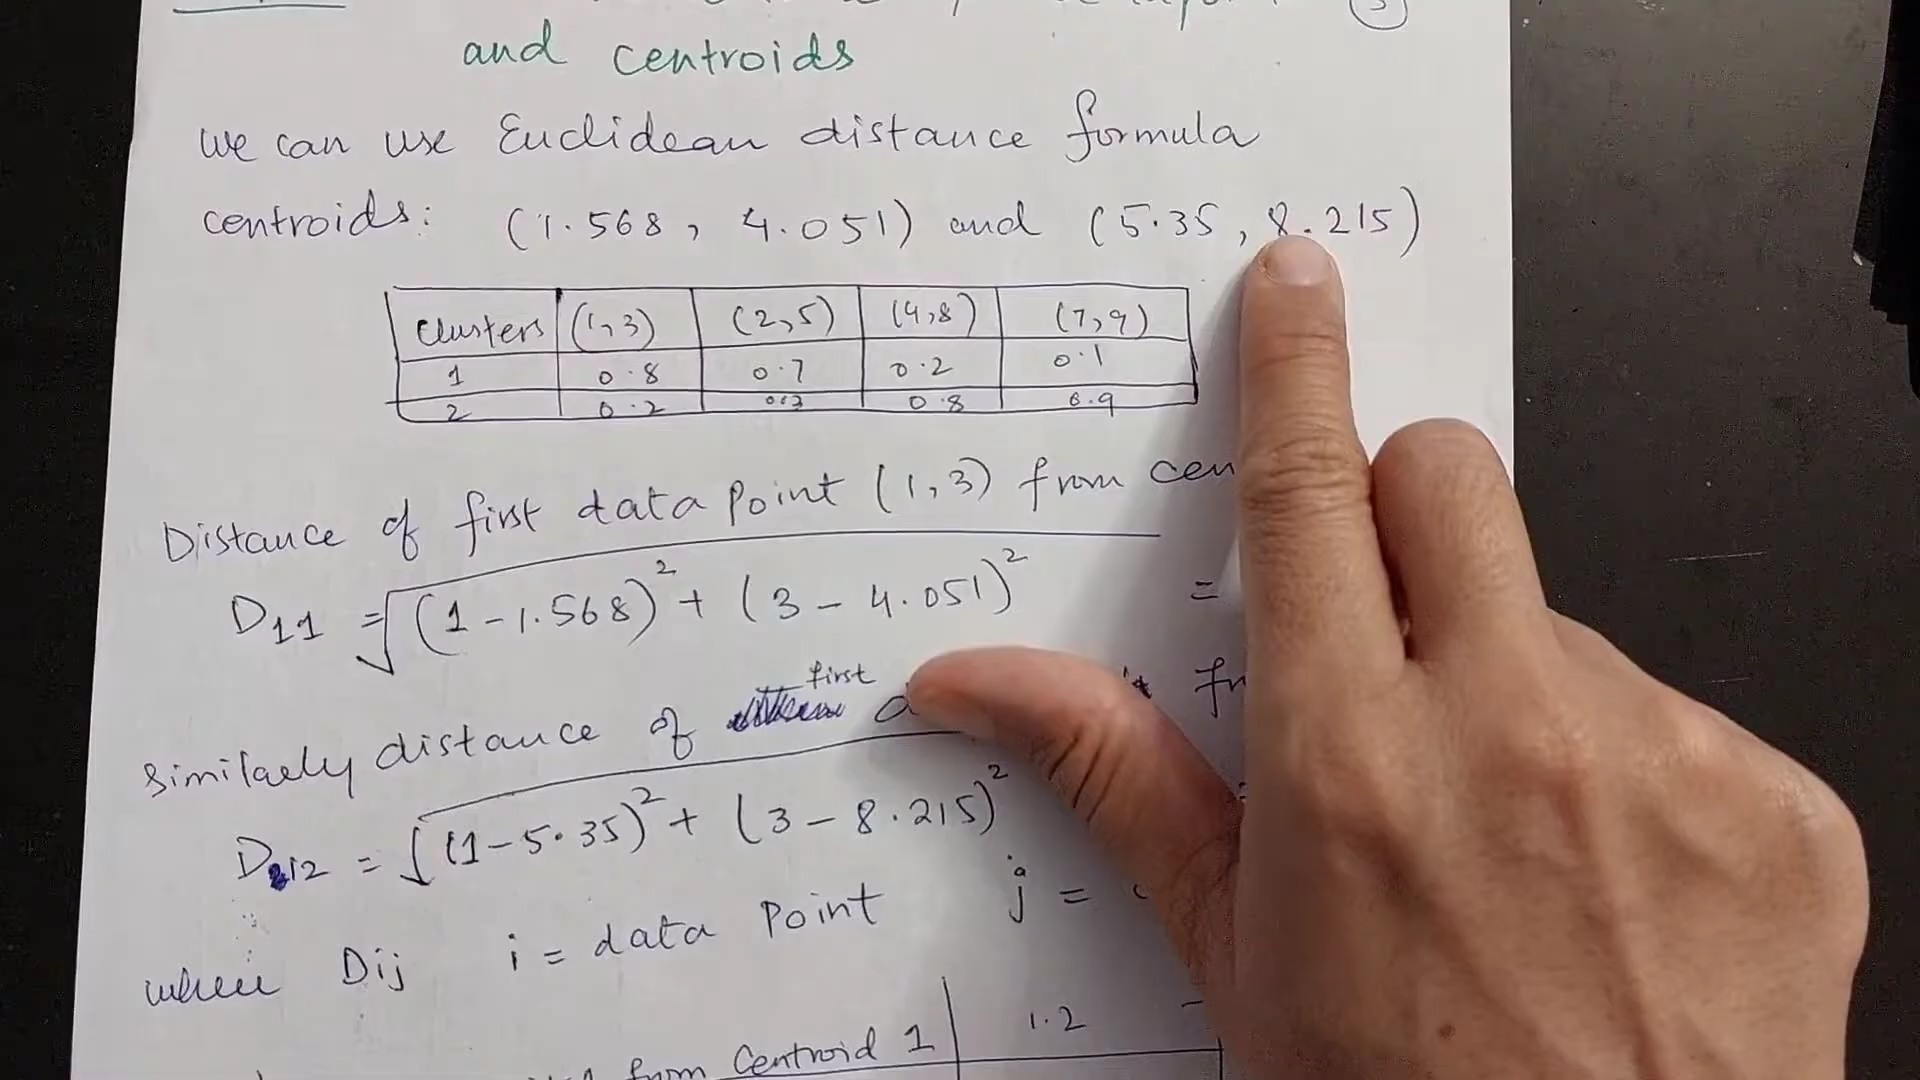 and centroids
we can use Euclidean distance formula
centroids: (1.568, 4.051) and (5.35, 8.215)
clusters (1,3) (2,5) (4,8) (7,9)
1 0.8 0.7 0.2 0.1
2 0.2 0.3 0.8 0.9
Distance of first data point (1,3) from cen
D11 = √(1-1.568)² + (3-4.051)² =
first
similarly distance of
D12 = √(1-5.35)² + (3-8.215)²
where Dij i = data point j =
from Centroid 1 1.2